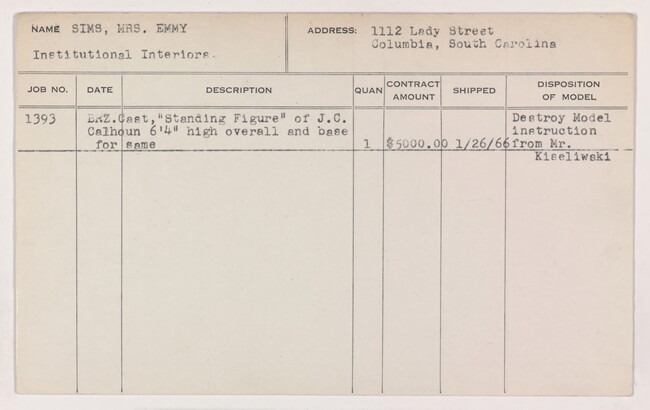 NAME SIMS, MRS. EMMY
Institutional Interiors.
ADDRESS: 1112 Lady Street
Columbia, South Carolina
JOB NO. DATE DESCRIPTION QUAN CONTRACT AMOUNT SHIPPED DISPOSITION OF MODEL
1393 BRZ.Cast,"Standing Figure" of J.C. Destroy Model
Calhoun 6'4" high overall and base instruction
for same 1 $5000.00 1/26/66 from Mr.
Kiseliwski